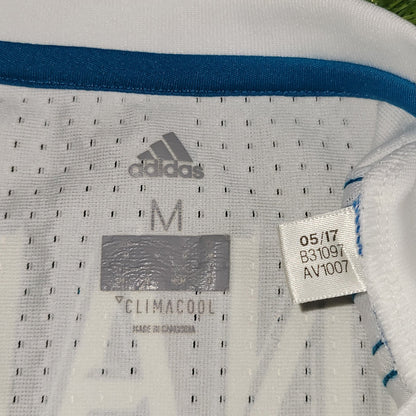 adidas
M
CLIMACOOL
MADE IN CAMBODIA
05/17
B31097
AV1007